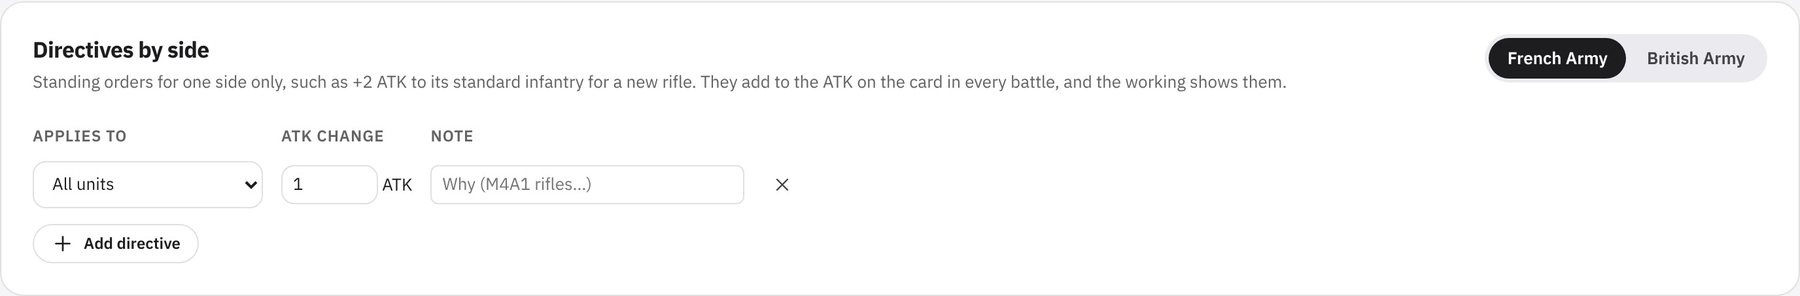 Directives by side
French Army
British Army
Standing orders for one side only, such as +2 ATK to its standard infantry for a new rifle. They add to the ATK on the card in every battle, and the working shows them.
APPLIES TO
ATK CHANGE
NOTE
All units
1
ATK
Why (M4A1 rifles...)
Add directive